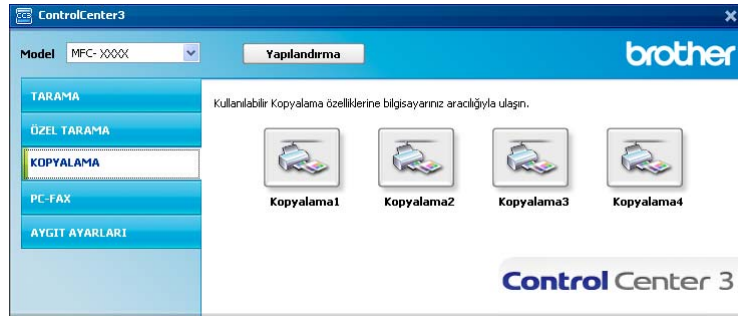 ControlCenter3
Model MFC-XXXX Yapılandırma brother
TARAMA
ÖZEL TARAMA
KOPYALAMA
PC-FAX
AYGIT AYARLARI
Kullanılabilir Kopyalama özelliklerine bilgisayarınız aracılığıyla ulaşın.
Kopyalama1 Kopyalama2 Kopyalama3 Kopyalama4
Control Center 3